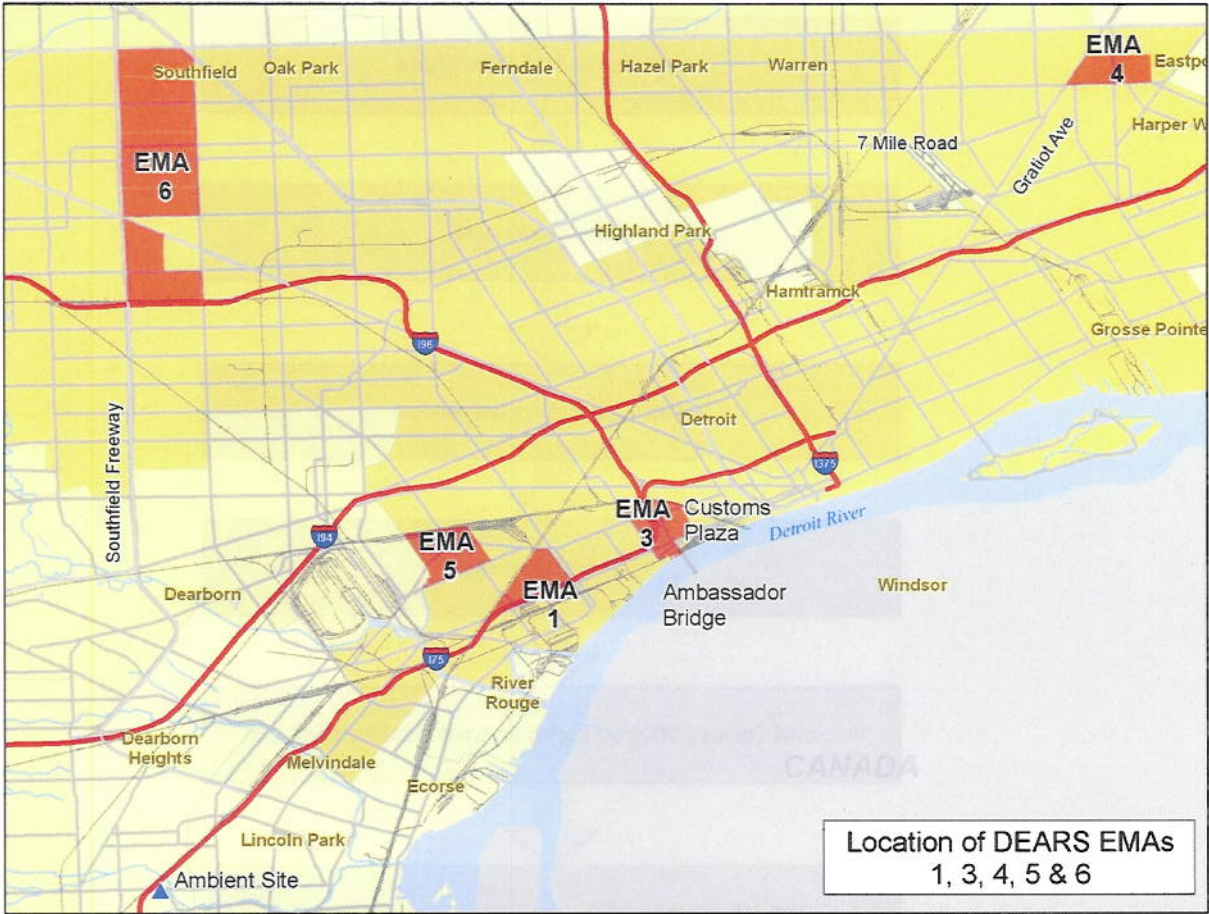 EMA
4
Southfield
Oak Park
Ferndale
Hazel Park
Warren
Eastpo
Harper W
7 Mile Road
Gratiot Ave
EMA
6
Highland Park
Hamtramck
Grosse Pointe
196
Detroit
Southfield Freeway
1375
EMA
3
Customs
Plaza
Detroit River
194
EMA
5
Dearborn
EMA
1
Ambassador
Bridge
Windsor
175
River
Rouge
Dearborn
Heights
Melvindale
CANADA
Ecorse
Lincoln Park
Ambient Site
Location of DEARS EMAs
1, 3, 4, 5 & 6